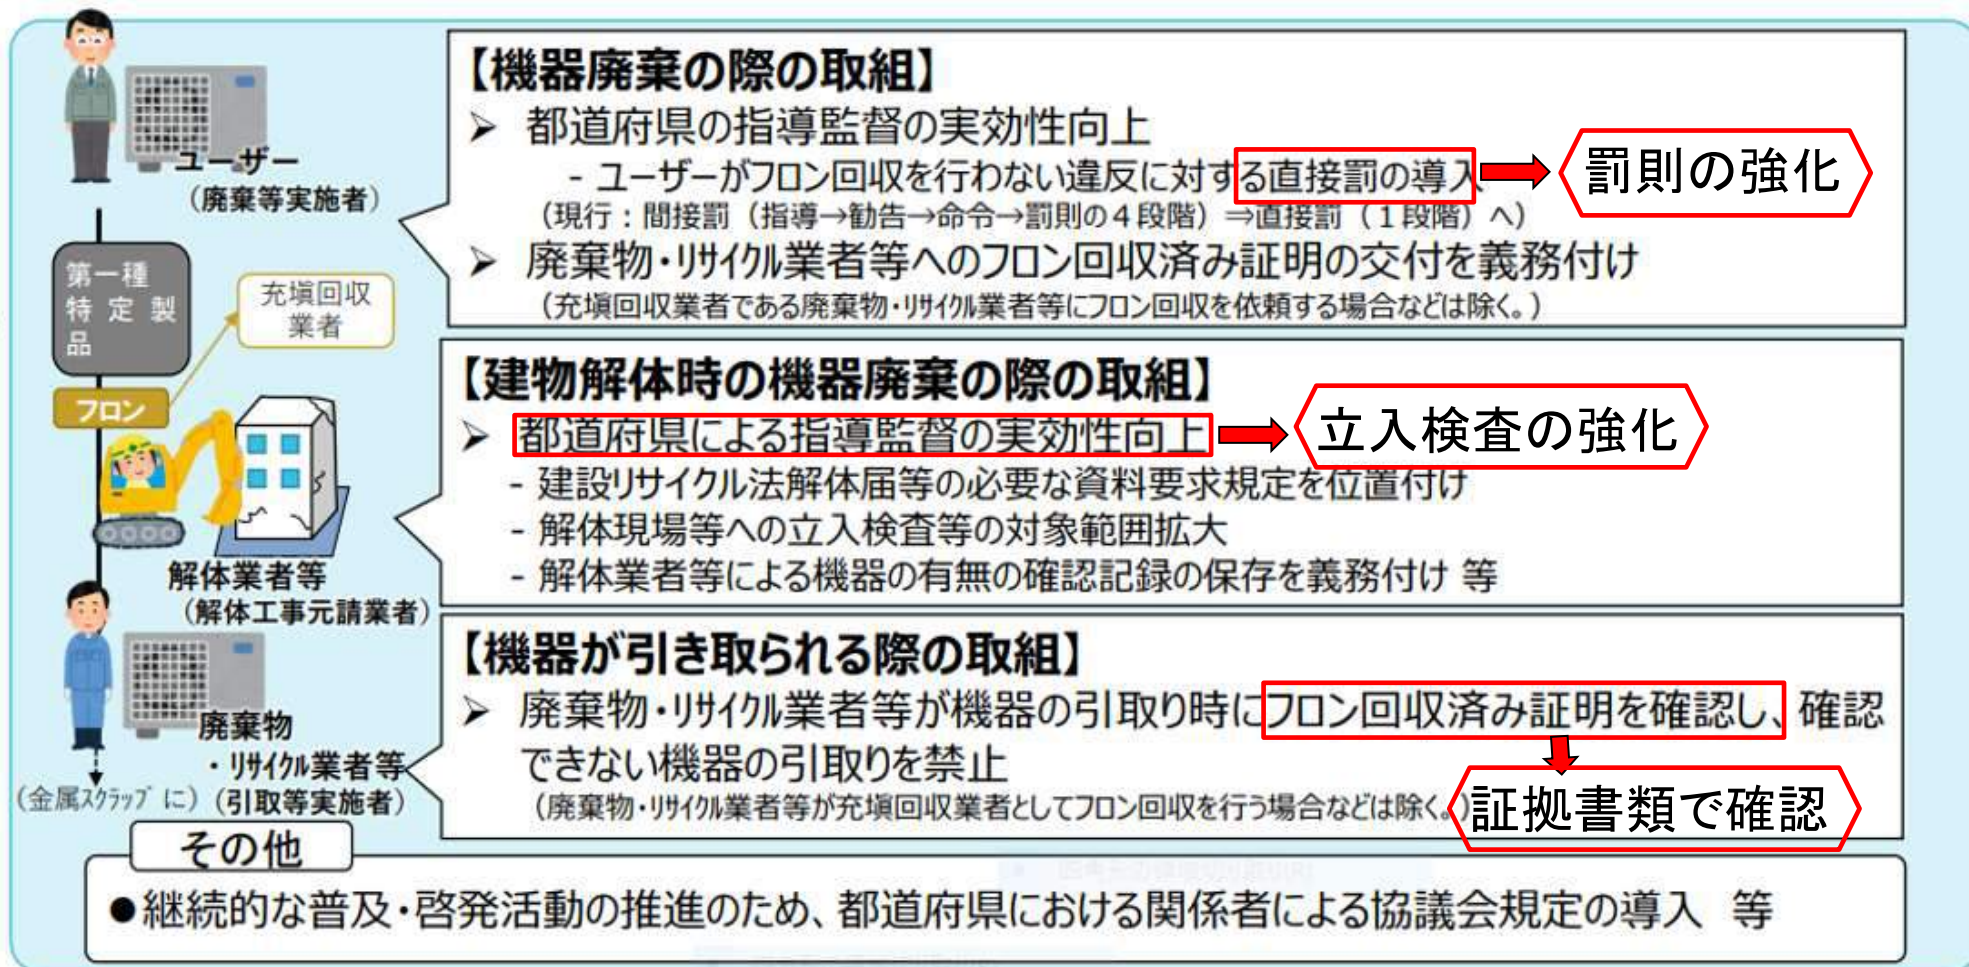 【機器廃棄の際の取組】
➢ 都道府県の指導監督の実効性向上
- ユーザーがフロン回収を行わない違反に対する直接罰の導入
罰則の強化
(現行：間接罰（指導→勧告→命令→罰則の４段階）⇒直接罰（１段階）へ)
➢ 廃棄物・リサイクル業者等へのフロン回収済み証明の交付を義務付け
(充塡回収業者である廃棄物・リサイクル業者等にフロン回収を依頼する場合などは除く。)
ユーザー
（廃棄等実施者）
第一種
特定製
品
充塡回収
業者
フロン
【建物解体時の機器廃棄の際の取組】
➢ 都道府県による指導監督の実効性向上
立入検査の強化
- 建設リサイクル法解体届等の必要な資料要求規定を位置付け
- 解体現場等への立入検査等の対象範囲拡大
- 解体業者等による機器の有無の確認記録の保存を義務付け 等
解体業者等
（解体工事元請業者）
【機器が引き取られる際の取組】
➢ 廃棄物・リサイクル業者等が機器の引取り時にフロン回収済み証明を確認し、確認
できない機器の引取りを禁止
(廃棄物・リサイクル業者等が充塡回収業者としてフロン回収を行う場合などは除く。)
証拠書類で確認
廃棄物
・リサイクル業者等
（引取等実施者）
（金属スクラップに）
その他
●継続的な普及・啓発活動の推進のため、都道府県における関係者による協議会規定の導入 等